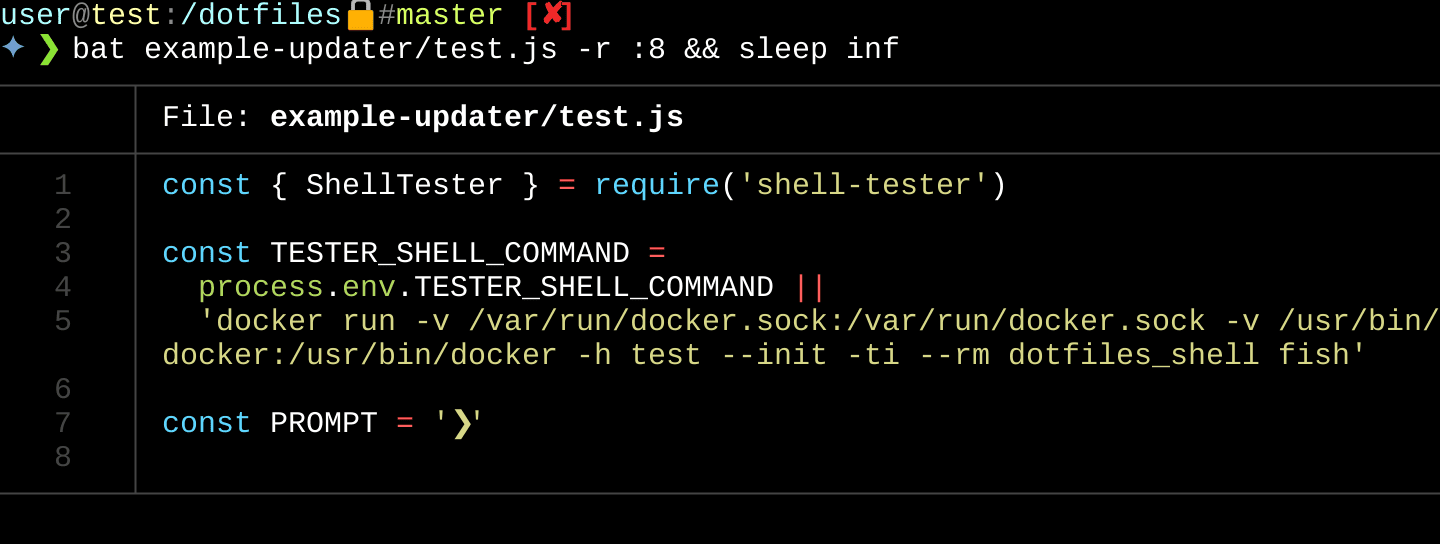 user@test:/dotfiles🔒#master [✘]
✦ ❯ bat example-updater/test.js -r :8 && sleep inf
File: example-updater/test.js
1 const { ShellTester } = require('shell-tester')
2
3 const TESTER_SHELL_COMMAND =
4   process.env.TESTER_SHELL_COMMAND ||
5   'docker run -v /var/run/docker.sock:/var/run/docker.sock -v /usr/bin/
docker:/usr/bin/docker -h test --init -ti --rm dotfiles_shell fish'
6
7 const PROMPT = '❯'
8